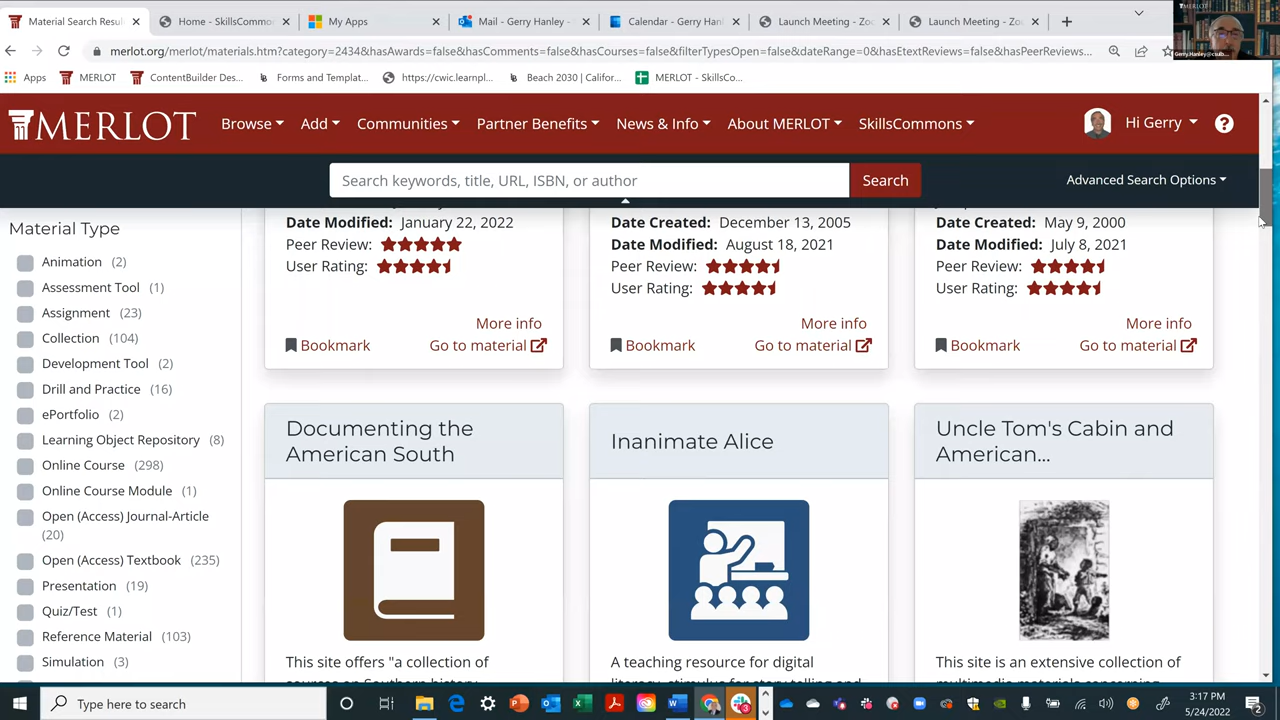 Material Search Resul
Home - SkillsCommo
My Apps
Mail - Gerry Hanley -
Calendar - Gerry Han
Launch Meeting - Zoo
Launch Meeting - Zo
MERLOT
Gerry.Hanley@csulb...
merlot.org/merlot/materials.htm?category=2434&hasAwards=false&hasComments=false&hasCourses=false&filterTypesOpen=false&dateRange=0&hasEtextReviews=false&hasPeerReviews...
Apps
MERLOT
ContentBuilder Des...
Forms and Templat...
https://cwic.learnpl...
Beach 2030 | Califor...
MERLOT - SkillsCo...
MERLOT
Browse
Add
Communities
Partner Benefits
News & Info
About MERLOT
SkillsCommons
Hi Gerry
?
Search keywords, title, URL, ISBN, or author
Search
Advanced Search Options
Material Type
Animation (2)
Assessment Tool (1)
Assignment (23)
Collection (104)
Development Tool (2)
Drill and Practice (16)
ePortfolio (2)
Learning Object Repository (8)
Online Course (298)
Online Course Module (1)
Open (Access) Journal-Article
(20)
Open (Access) Textbook (235)
Presentation (19)
Quiz/Test (1)
Reference Material (103)
Simulation (3)
Date Modified: January 22, 2022
Peer Review:
User Rating:
More info
Bookmark
Go to material
Date Created: December 13, 2005
Date Modified: August 18, 2021
Peer Review:
User Rating:
More info
Bookmark
Go to material
Date Created: May 9, 2000
Date Modified: July 8, 2021
Peer Review:
User Rating:
More info
Bookmark
Go to material
Documenting the
American South
This site offers "a collection of
Inanimate Alice
A teaching resource for digital
Uncle Tom's Cabin and
American...
This site is an extensive collection of
Type here to search
3:17 PM
5/24/2022
2